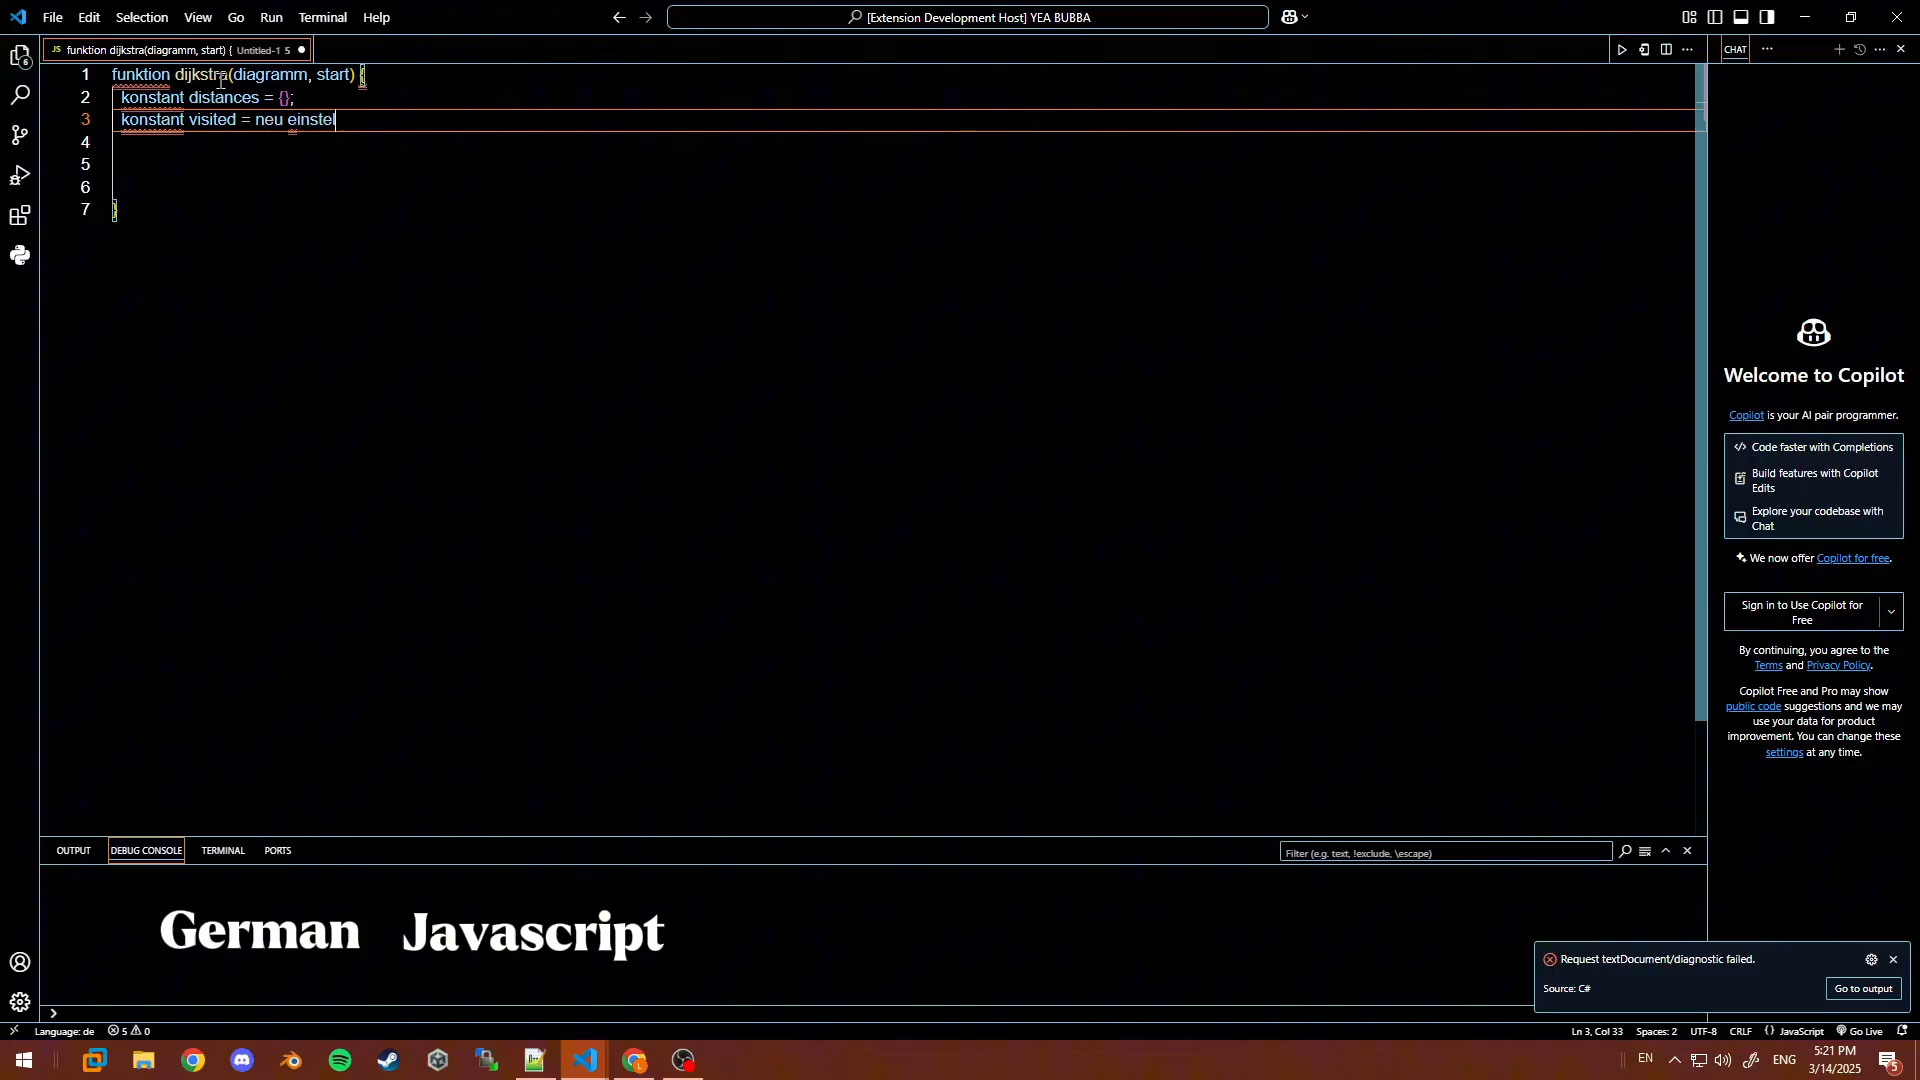 File Edit Selection View Go Run Terminal Help
[Extension Development Host] YEA BUBBA
JS funktion dijkstra(diagramm, start) { Untitled-1 5
CHAT
1 funktion dijkstra(diagramm, start) {
2 konstant distances = {};
3 konstant visited = neu einstel
4
5
6
7 }
Welcome to Copilot
Copilot is your AI pair programmer.
Code faster with Completions
Build features with Copilot
Edits
Explore your codebase with
Chat
We now offer Copilot for free.
Sign in to Use Copilot for
Free
By continuing, you agree to the
Terms and Privacy Policy.
Copilot Free and Pro may show
public code suggestions and we may
use your data for product
improvement. You can change these
settings at any time.
OUTPUT DEBUG CONSOLE TERMINAL PORTS
Filter (e.g. text, !exclude, \escape)
German Javascript
Request textDocument/diagnostic failed.
Source: C#
Go to output
Language: de 5 0
Ln 3, Col 33 Spaces: 2 UTF-8 CRLF {} JavaScript Go Live
EN ENG
5:21 PM
3/14/2025
5
6